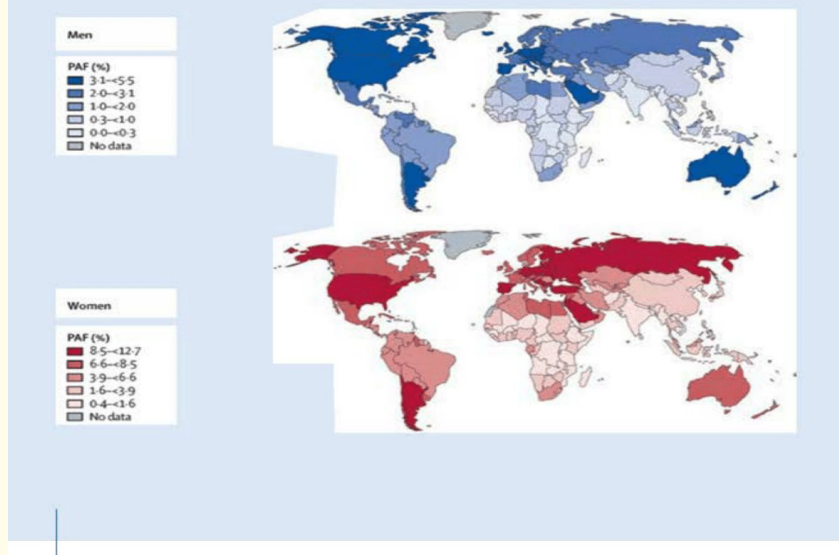 Men
PAF (%)
3·1–<5·5
2·0–<3·1
1·0–<2·0
0·3–<1·0
0·0–<0·3
No data
Women
PAF (%)
8·5–<12·7
6·6–<8·5
3·9–<6·6
1·6–<3·9
0·4–<1·6
No data